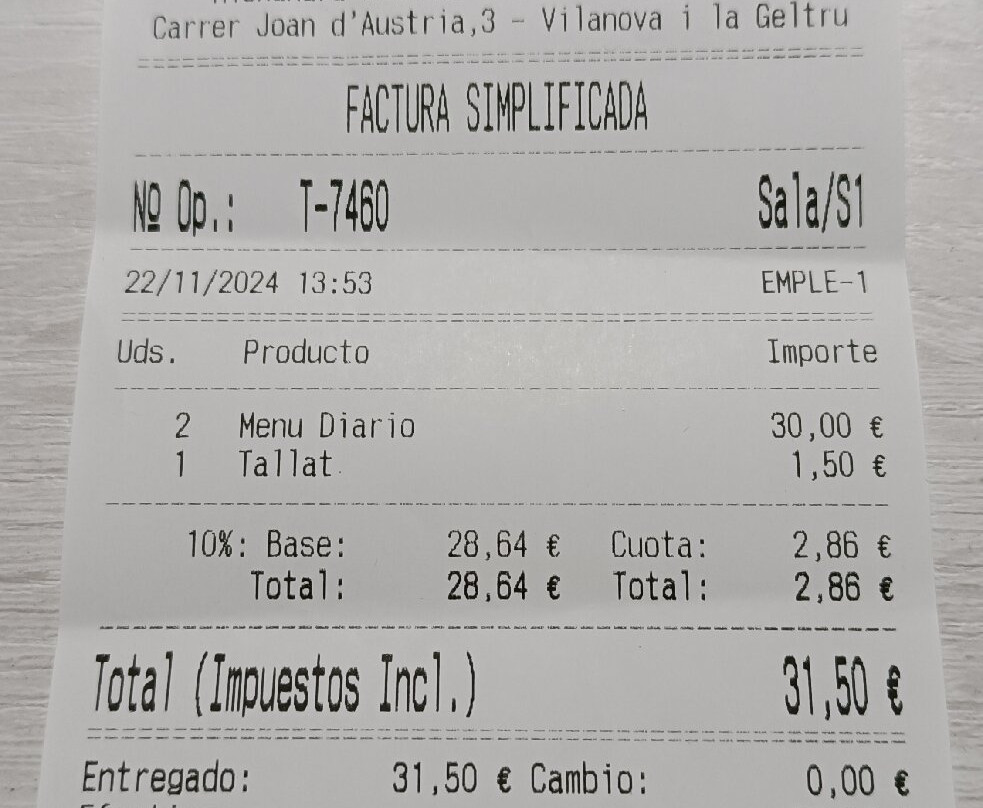 Carrer Joan d'Austria,3 - Vilanova i la Geltru
FACTURA SIMPLIFICADA
Nº Op.: T-7460 Sala/S1
22/11/2024 13:53 EMPLE-1
Uds. Producto Importe
2 Menu Diario 30,00 €
1 Tallat 1,50 €
10%: Base: 28,64 € Cuota: 2,86 €
Total: 28,64 € Total: 2,86 €
Total (Impuestos Incl.) 31,50 €
Entregado: 31,50 € Cambio: 0,00 €